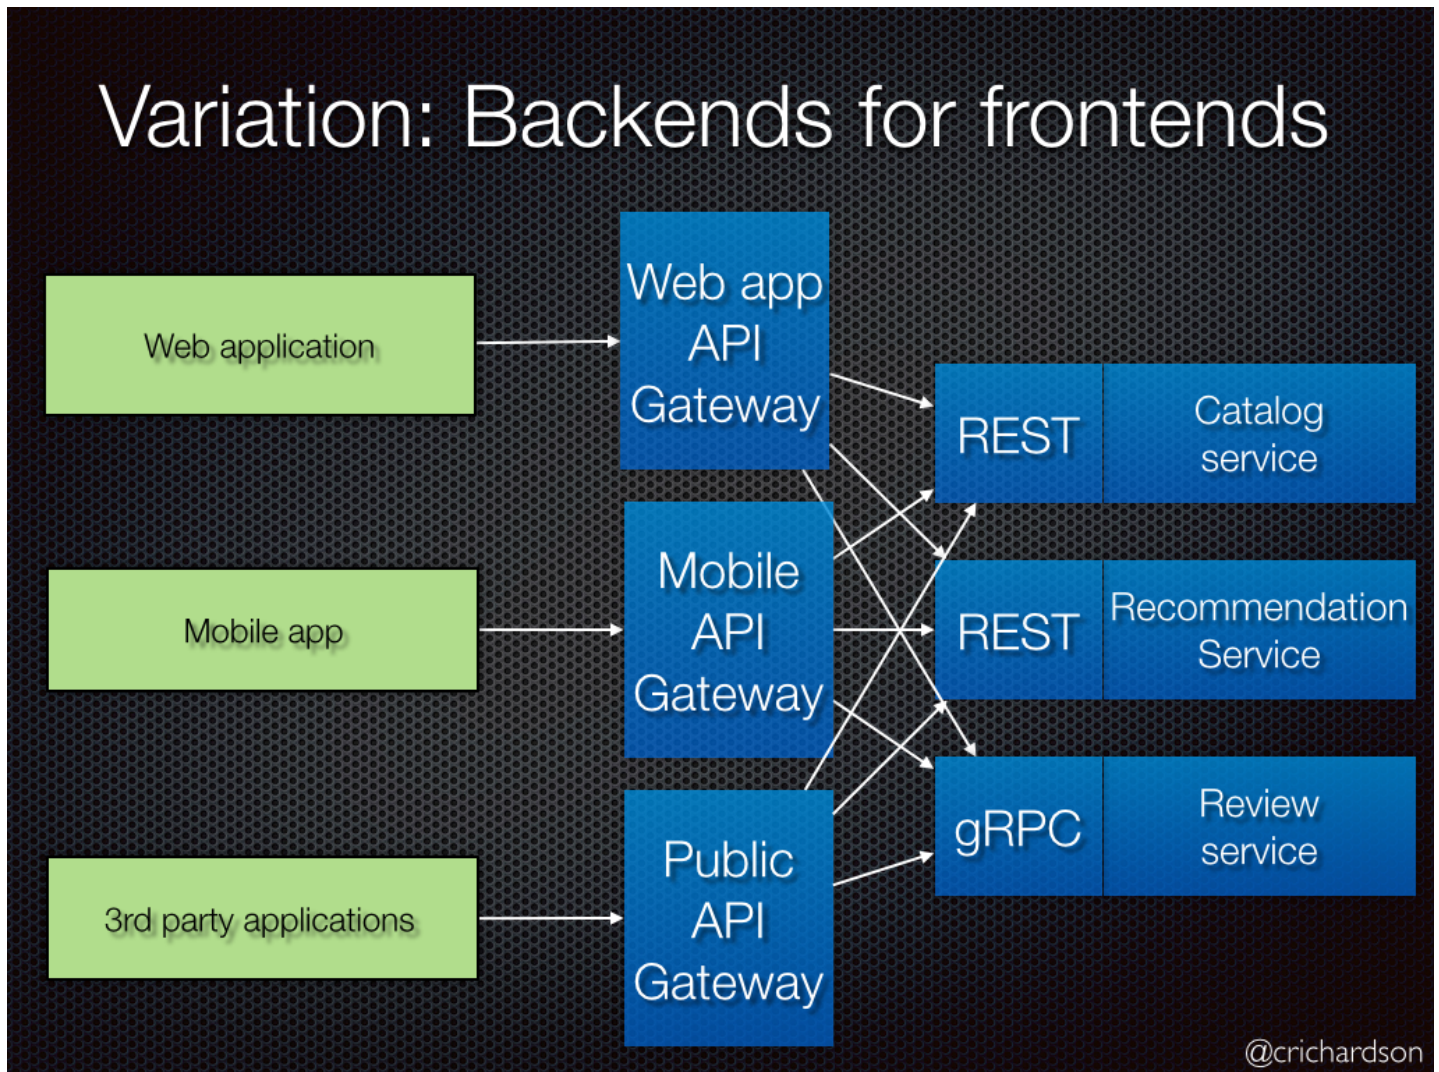 Variation: Backends for frontends
Web application
Web app
API
Gateway
REST
Catalog
service
Mobile app
Mobile
API
Gateway
REST
Recommendation
Service
3rd party applications
Public
API
Gateway
gRPC
Review
service
@crichardson